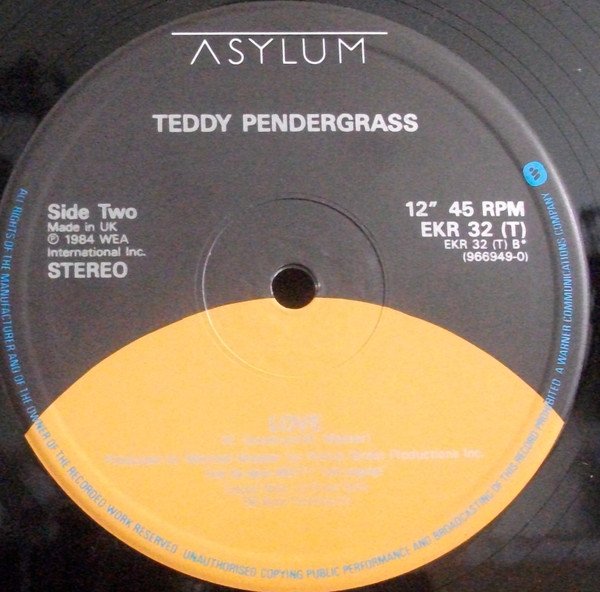 ASYLUM
TEDDY PENDERGRASS
Side Two
Made in UK
℗ 1984 WEA
International Inc.
STEREO
12" 45 RPM
EKR 32 (T)
EKR 32 (T) B*
(966949-0)
LOVE
Productions Inc.
ALL RIGHTS OF THE MANUFACTURER AND OF THE OWNER OF THE RECORDED WORK RESERVED UNAUTHORISED COPYING PUBLIC PERFORMANCE AND BROADCASTING OF THIS RECORD PROHIBITED A WARNER COMMUNICATIONS COMPANY